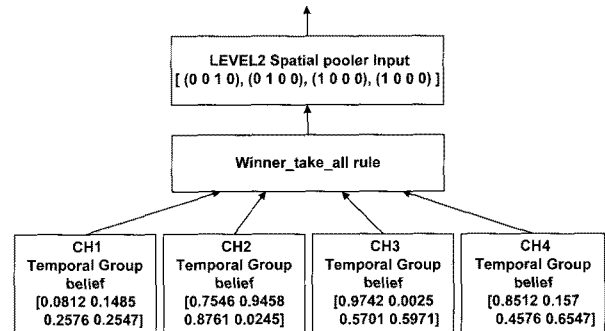 LEVEL2 Spatial pooler Input
[ (0 0 1 0), (0 1 0 0), (1 0 0 0), (1 0 0 0) ]
Winner_take_all rule
CH1
Temporal Group
belief
[0.0812 0.1485
0.2576 0.2547]
CH2
Temporal Group
belief
[0.7546 0.9458
0.8761 0.0245]
CH3
Temporal Group
belief
[0.9742 0.0025
0.5701 0.5971]
CH4
Temporal Group
belief
[0.8512 0.157
0.4576 0.6547]